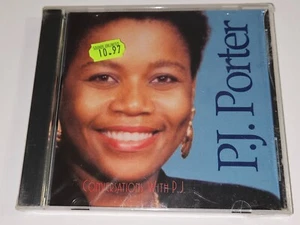 10.97
P.J. Porter
CONVERSATIONS WITH P.J.